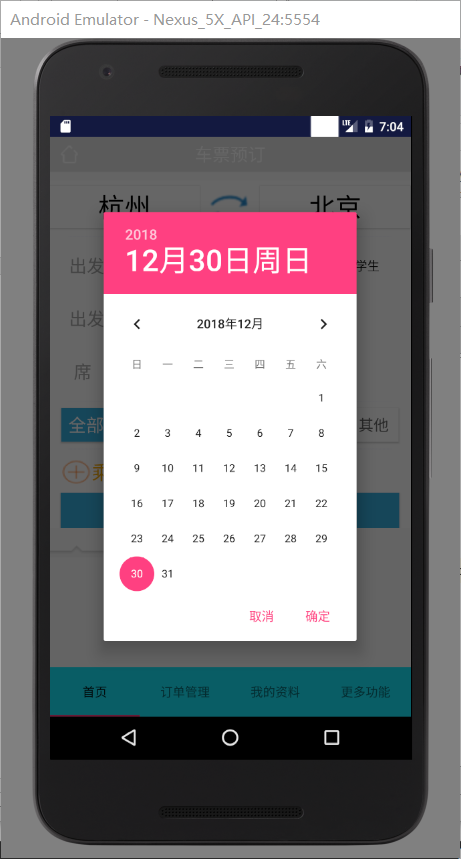 Android Emulator - Nexus_5X_API_24:5554
LTE 7:04
车票预订
杭州 北京
出发 学生
出发
席
全部 其他
乘
2018
12月30日周日
2018年12月
日 一 二 三 四 五 六
1
2 3 4 5 6 7 8
9 10 11 12 13 14 15
16 17 18 19 20 21 22
23 24 25 26 27 28 29
30 31
取消 确定
首页 订单管理 我的资料 更多功能